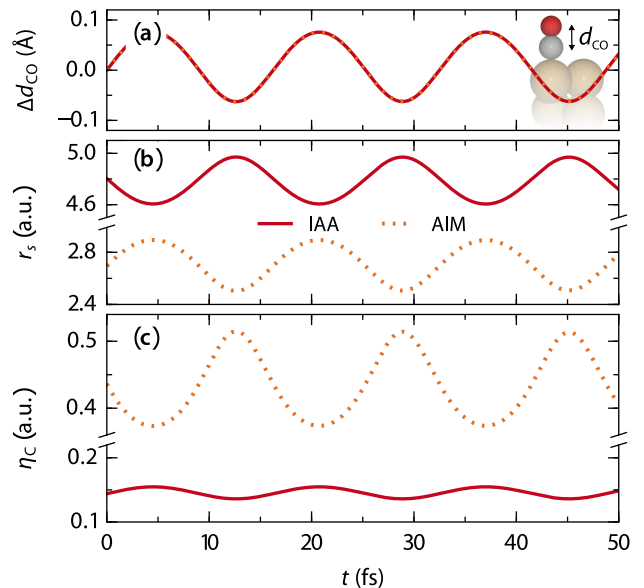 (a)
Δd_CO (Å)
0.1
0.0
−0.1
d_CO
(b)
r_s (a.u.)
5.0
4.6
2.8
2.4
IAA
AIM
(c)
η_C (a.u.)
0.5
0.4
0.2
0.1
0 10 20 30 40 50
t (fs)